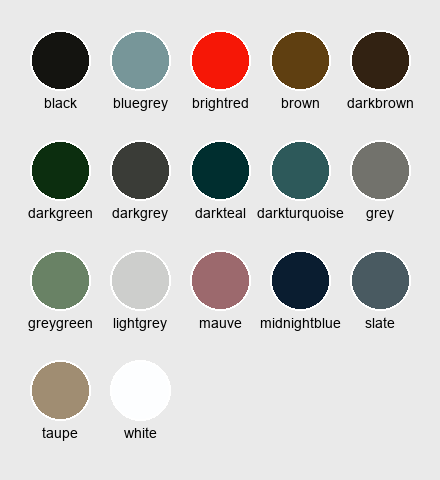 black bluegrey brightred brown darkbrown
darkgreen darkgrey darkteal darkturquoise grey
greygreen lightgrey mauve midnightblue slate
taupe white